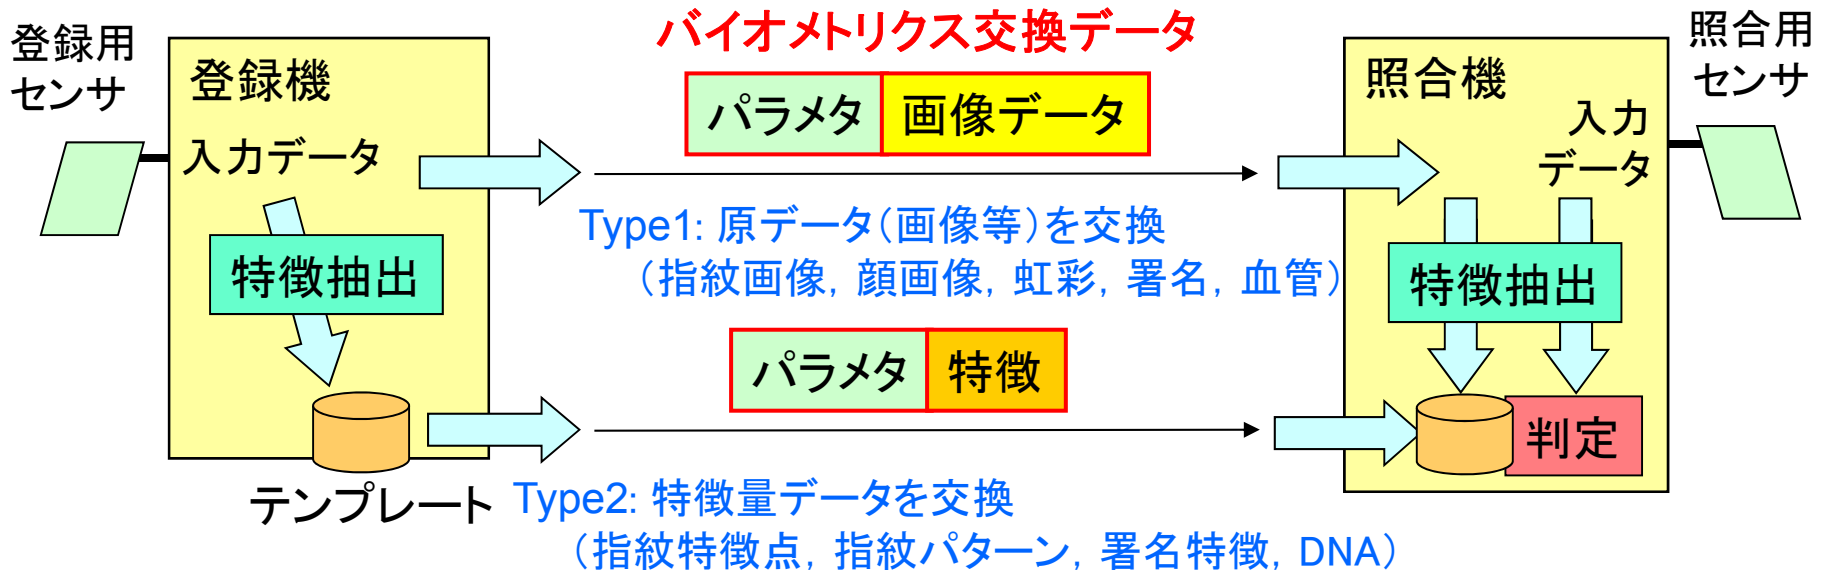 バイオメトリクス交換データ
登録用
センサ
登録機
入力データ
特徴抽出
テンプレート
パラメタ 画像データ
Type1: 原データ(画像等)を交換
(指紋画像, 顔画像, 虹彩, 署名, 血管)
パラメタ 特徴
Type2: 特徴量データを交換
(指紋特徴点, 指紋パターン, 署名特徴, DNA)
照合機
入力
データ
特徴抽出
判定
照合用
センサ